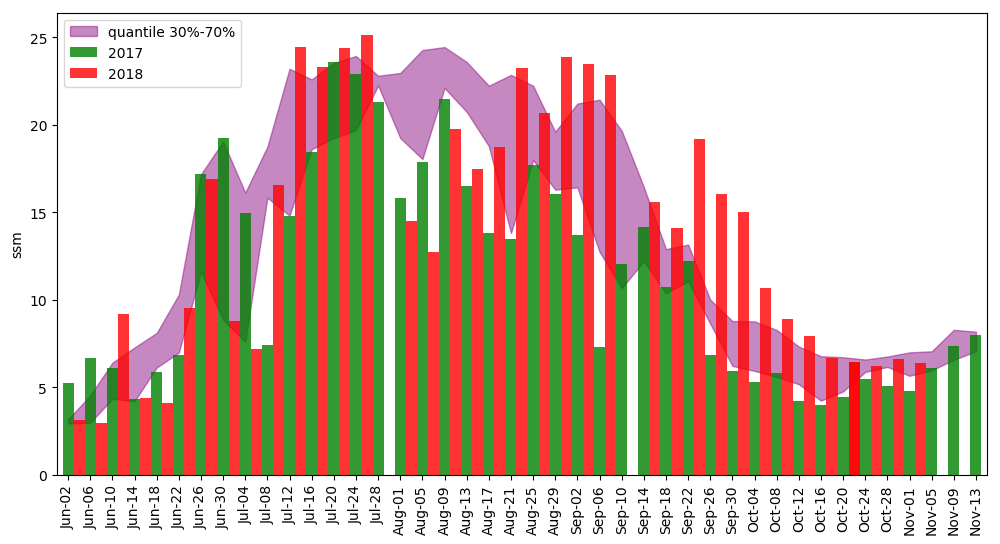 quantile 30%-70%
2017
2018
25
20
15
10
5
0
ssm
Jun-02
Jun-06
Jun-10
Jun-14
Jun-18
Jun-22
Jun-26
Jun-30
Jul-04
Jul-08
Jul-12
Jul-16
Jul-20
Jul-24
Jul-28
Aug-01
Aug-05
Aug-09
Aug-13
Aug-17
Aug-21
Aug-25
Aug-29
Sep-02
Sep-06
Sep-10
Sep-14
Sep-18
Sep-22
Sep-26
Sep-30
Oct-04
Oct-08
Oct-12
Oct-16
Oct-20
Oct-24
Oct-28
Nov-01
Nov-05
Nov-09
Nov-13